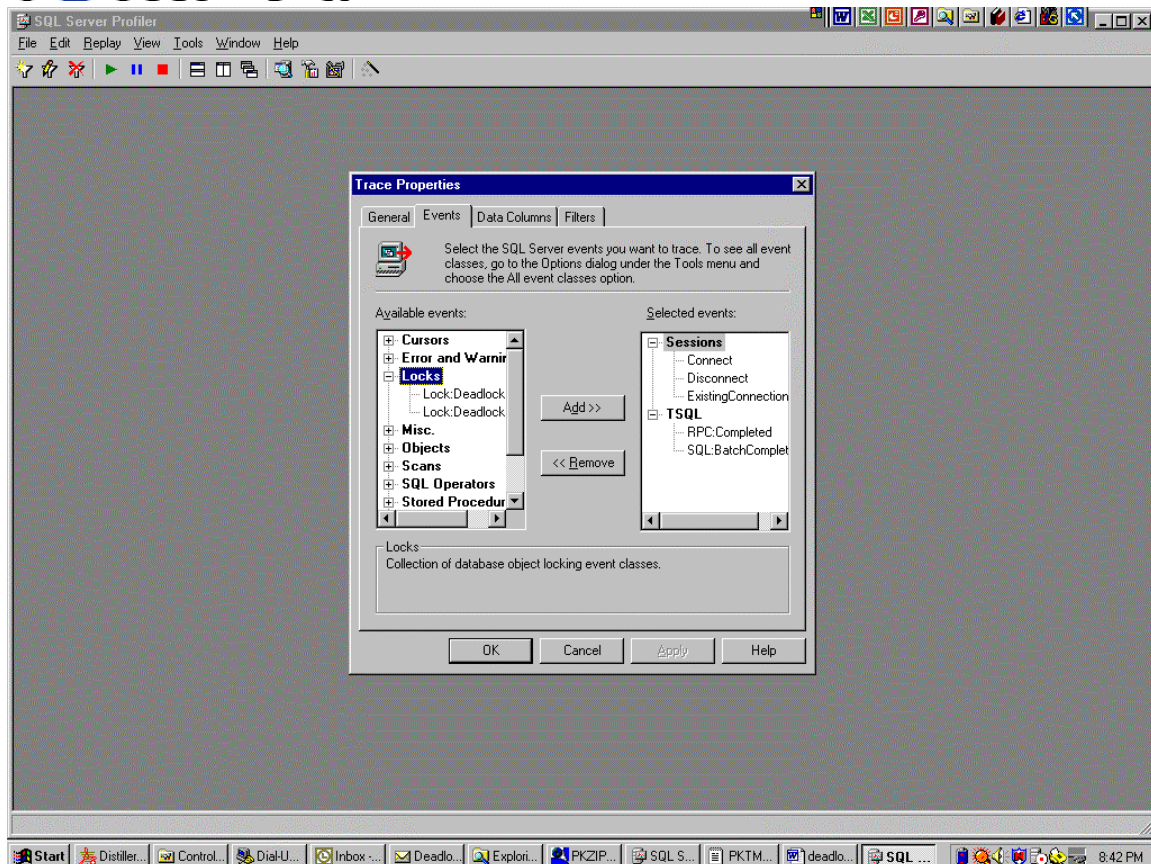 SQL Server Profiler
File Edit Replay View Tools Window Help
Trace Properties
General Events Data Columns Filters
Select the SQL Server events you want to trace. To see all event
classes, go to the Options dialog under the Tools menu and
choose the All event classes option.
Available events: Selected events:
Cursors
Error and Warnin
Locks
Lock:Deadlock
Lock:Deadlock
Misc.
Objects
Scans
SQL Operators
Stored Procedur
Add >>
<< Remove
Sessions
Connect
Disconnect
ExistingConnection
TSQL
RPC:Completed
SQL:BatchComplet
Locks
Collection of database object locking event classes.
OK Cancel Apply Help
Start Distiller... Control... Dial-U... Inbox -... Deadlo... Explori... PKZIP... SQL S... PKTM... deadlo... SQL ... 8:42 PM